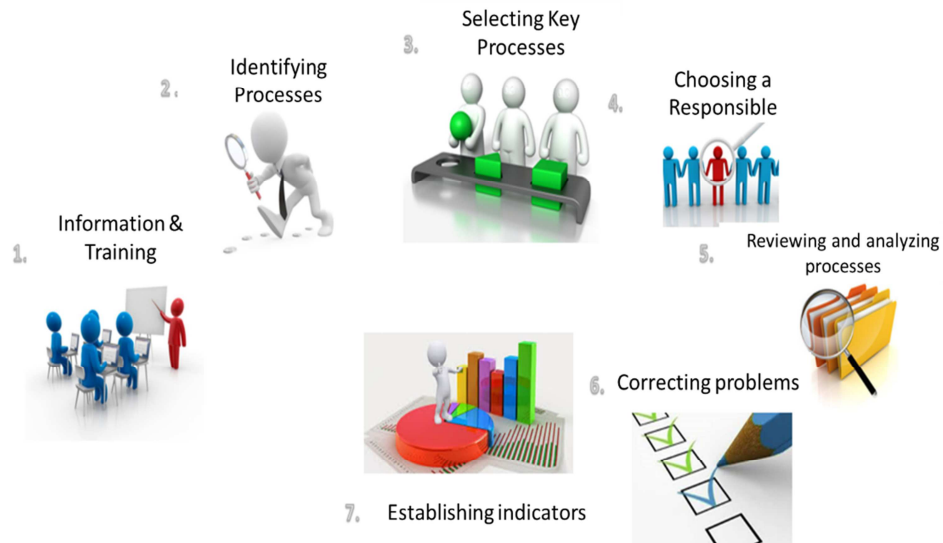 1.
Information &
Training
2.
Identifying
Processes
3.
Selecting Key
Processes
4.
Choosing a
Responsible
5.
Reviewing and analyzing
processes
6.
Correcting problems
7.
Establishing indicators